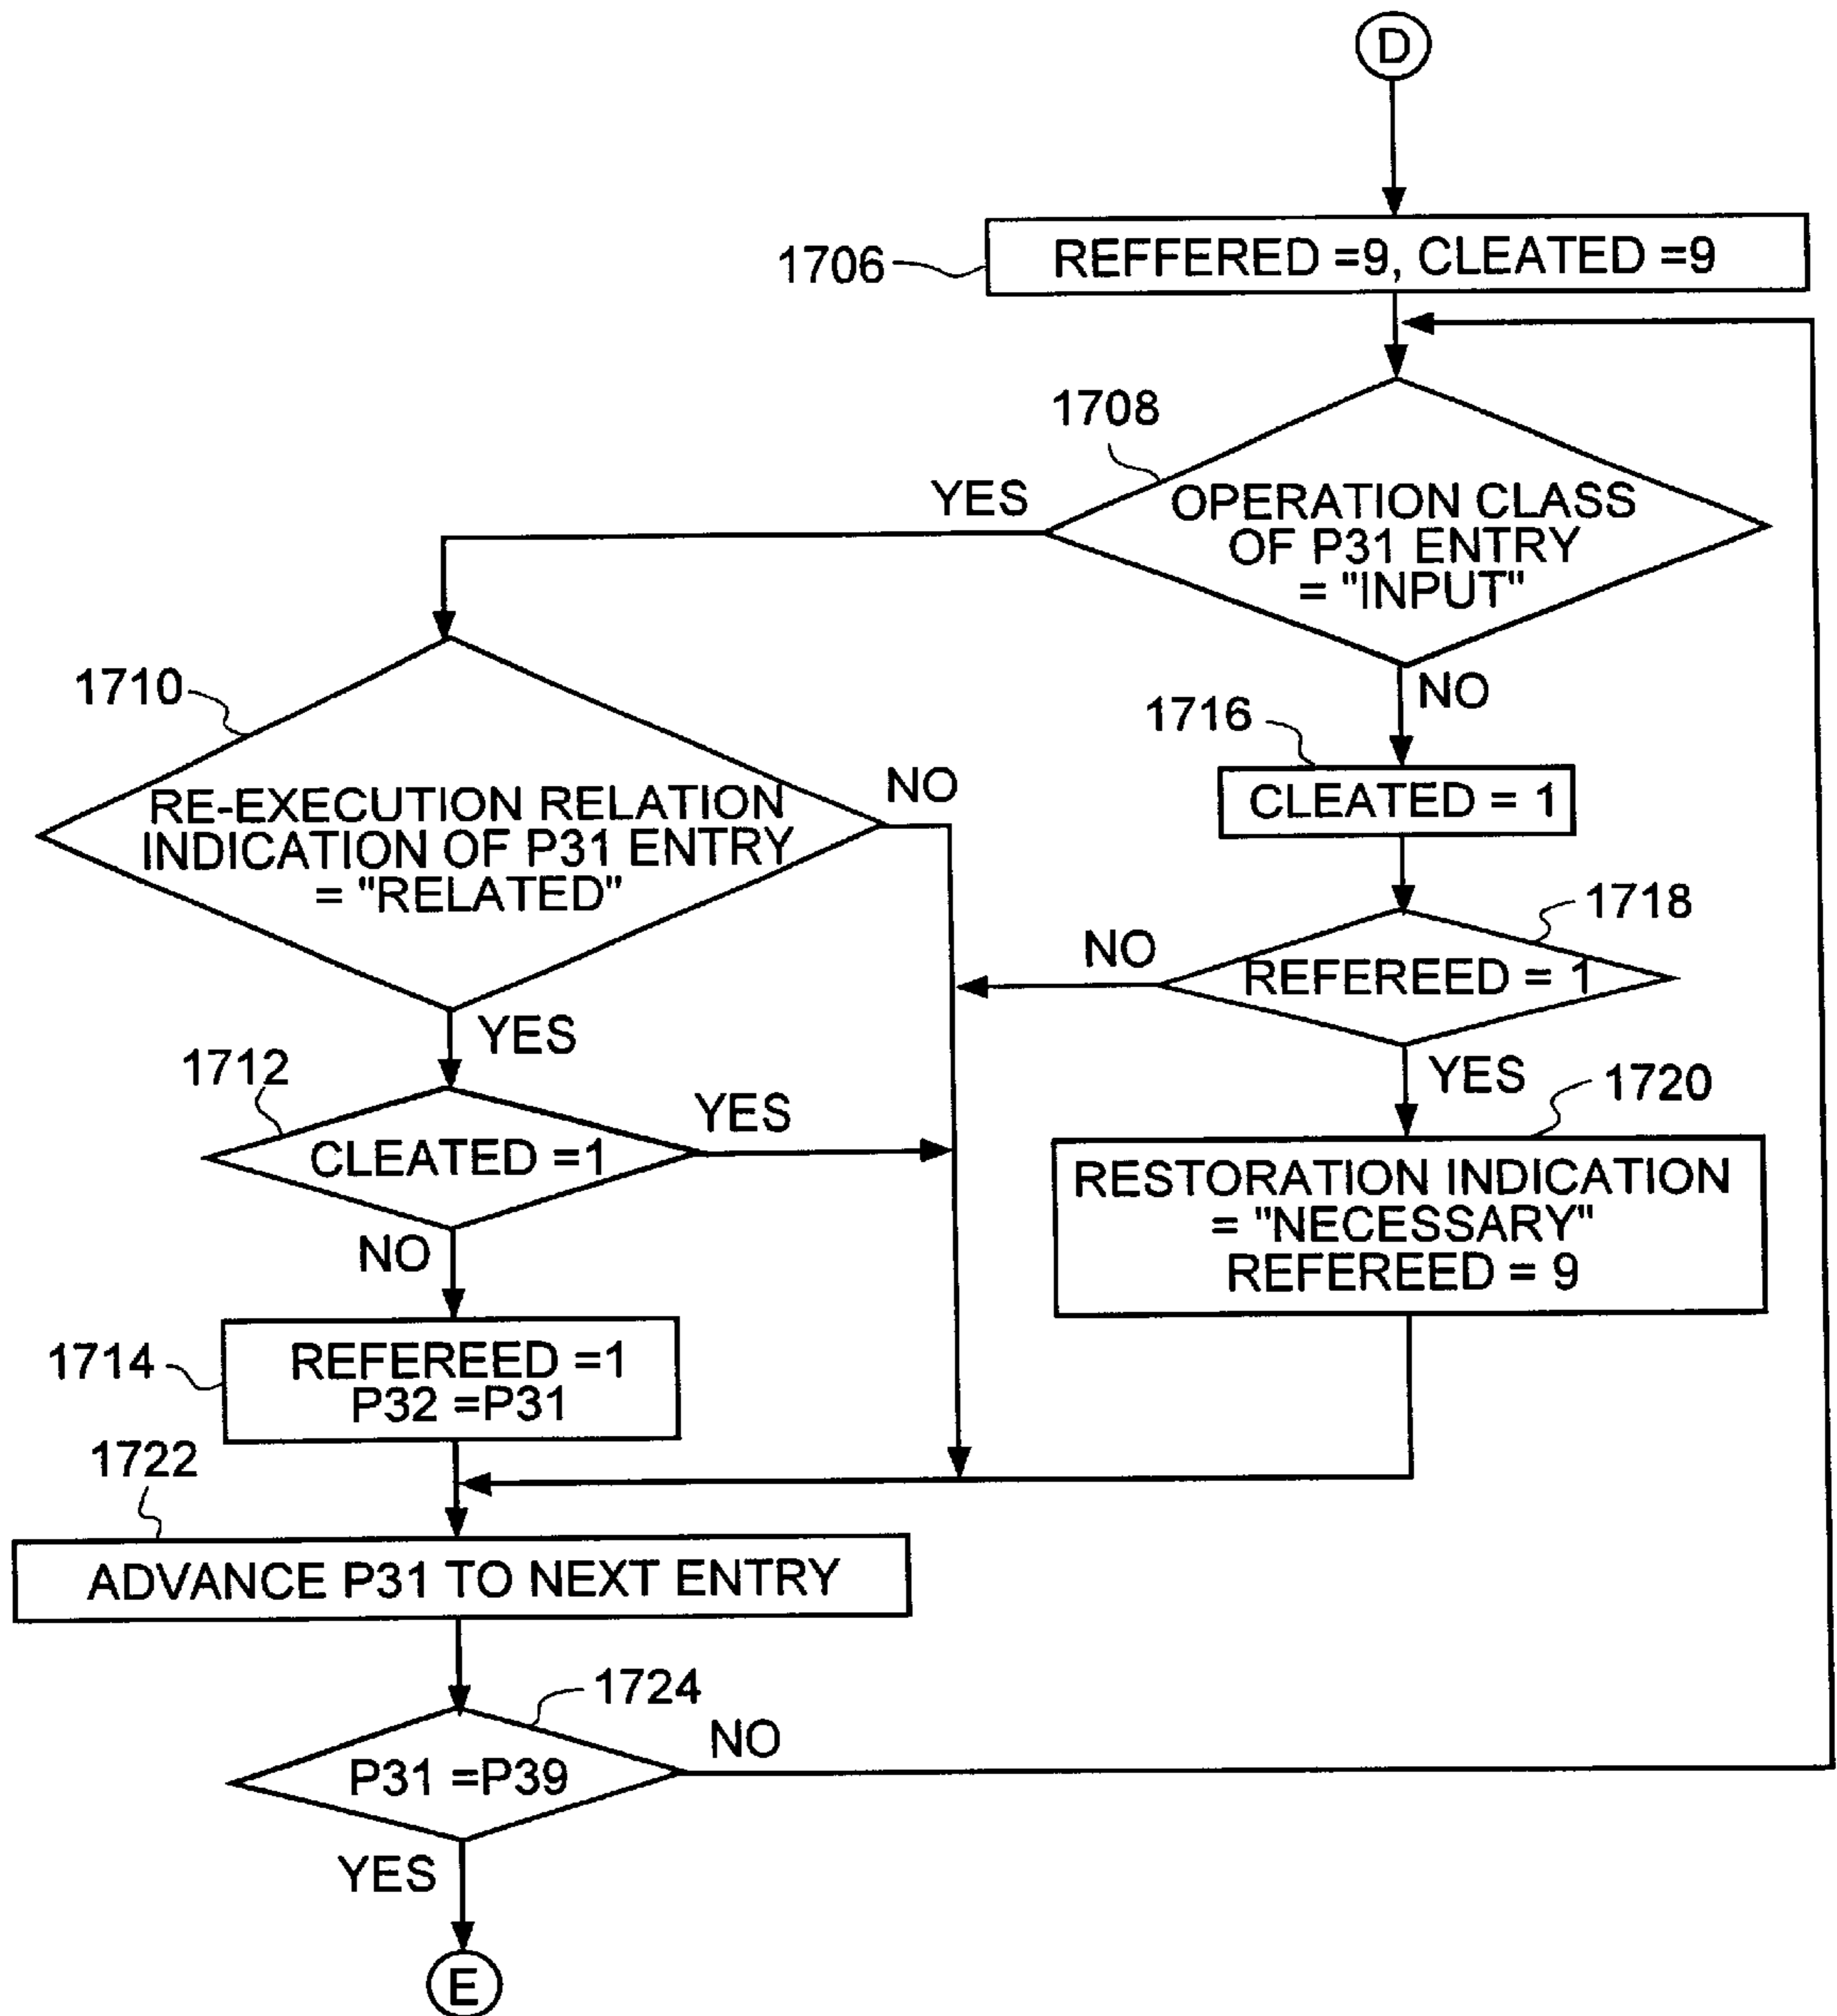 D
1706
REFFERED =9, CLEATED =9
1708
YES
OPERATION CLASS
OF P31 ENTRY
= "INPUT"
NO
1710
RE-EXECUTION RELATION
INDICATION OF P31 ENTRY
= "RELATED"
NO
1716
CLEATED = 1
1718
NO
REFEREED = 1
YES
YES
1712
CLEATED =1
YES
1720
RESTORATION INDICATION
= "NECESSARY"
REFEREED = 9
NO
1714
REFEREED =1
P32 =P31
1722
ADVANCE P31 TO NEXT ENTRY
1724
P31 =P39
NO
YES
E